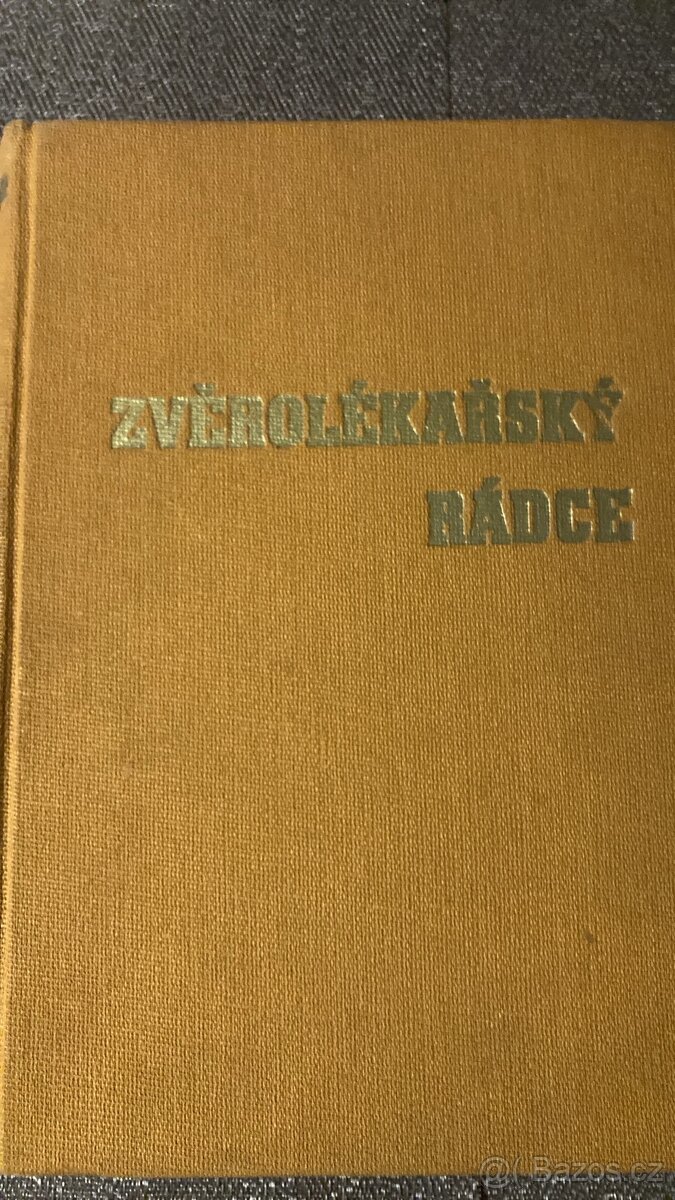 ZVĚROLÉKAŘSKÝ
RÁDCE
@( Bazos.cz